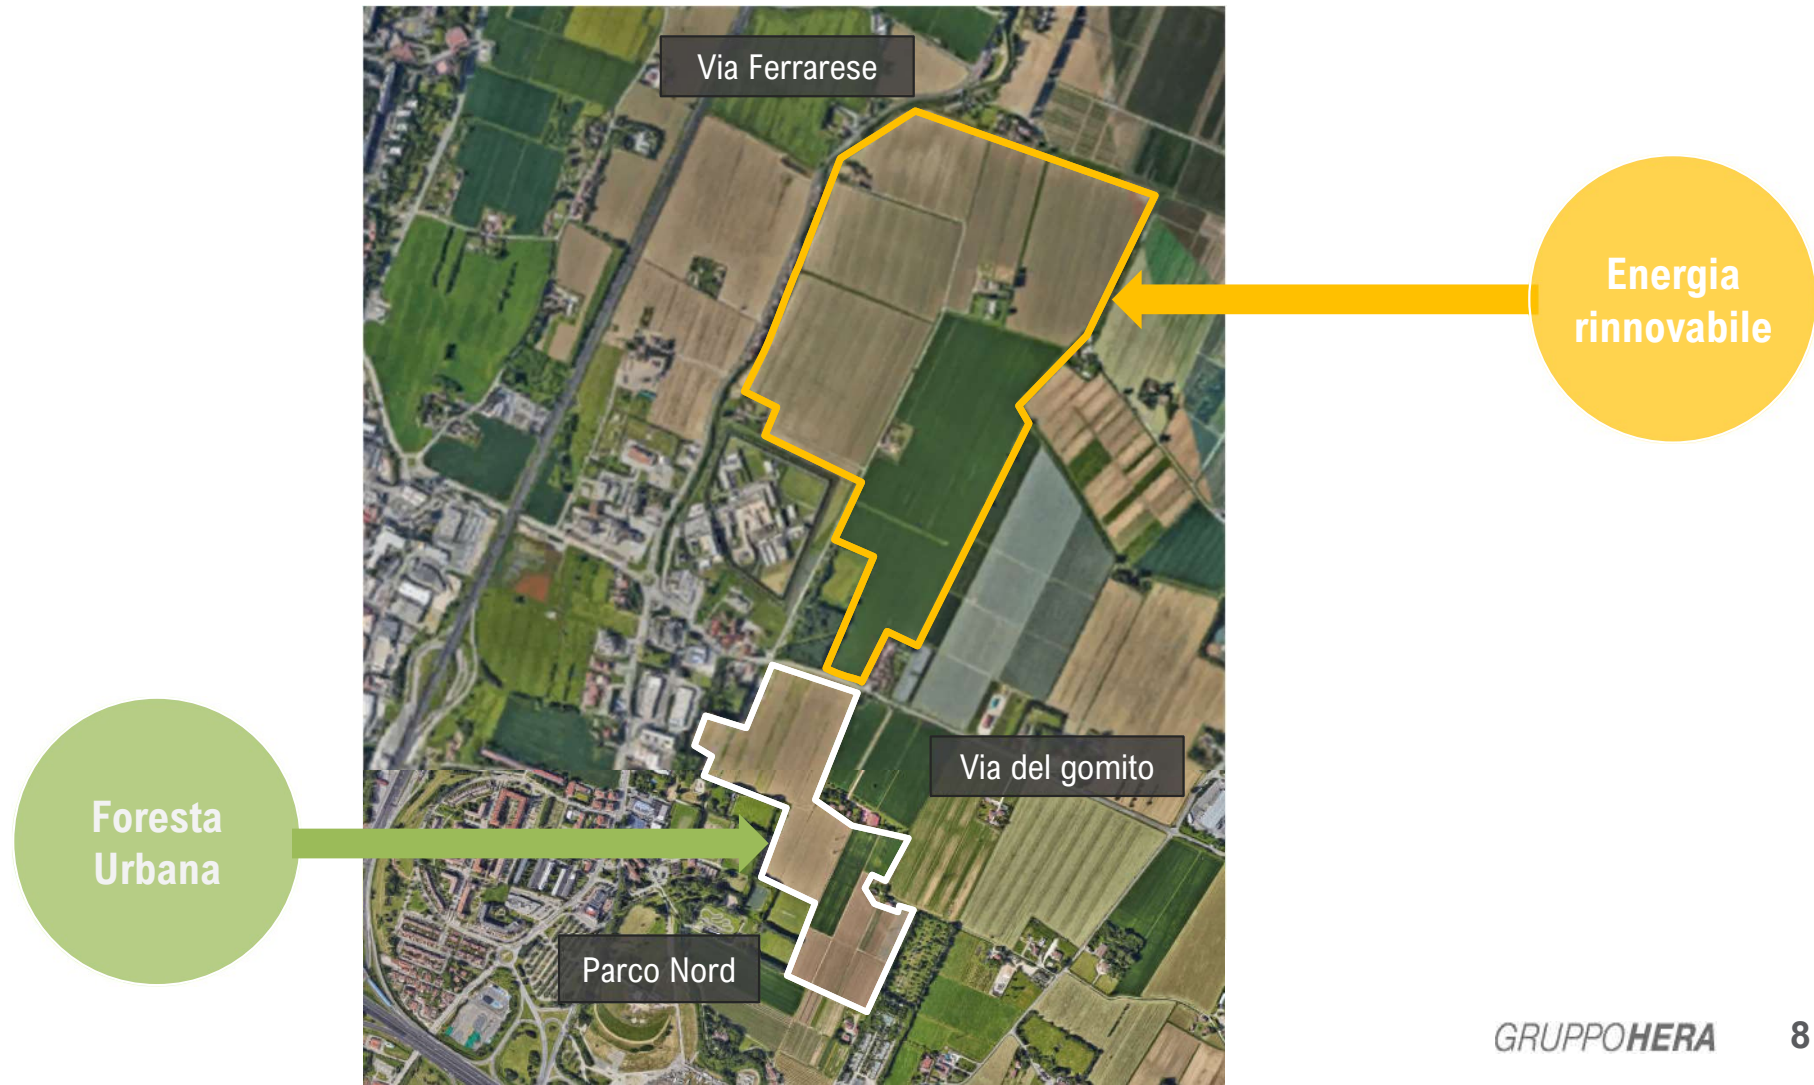 Via Ferrarese
Energia
rinnovabile
Via del gomito
Foresta
Urbana
Parco Nord
GRUPPOHERA
8